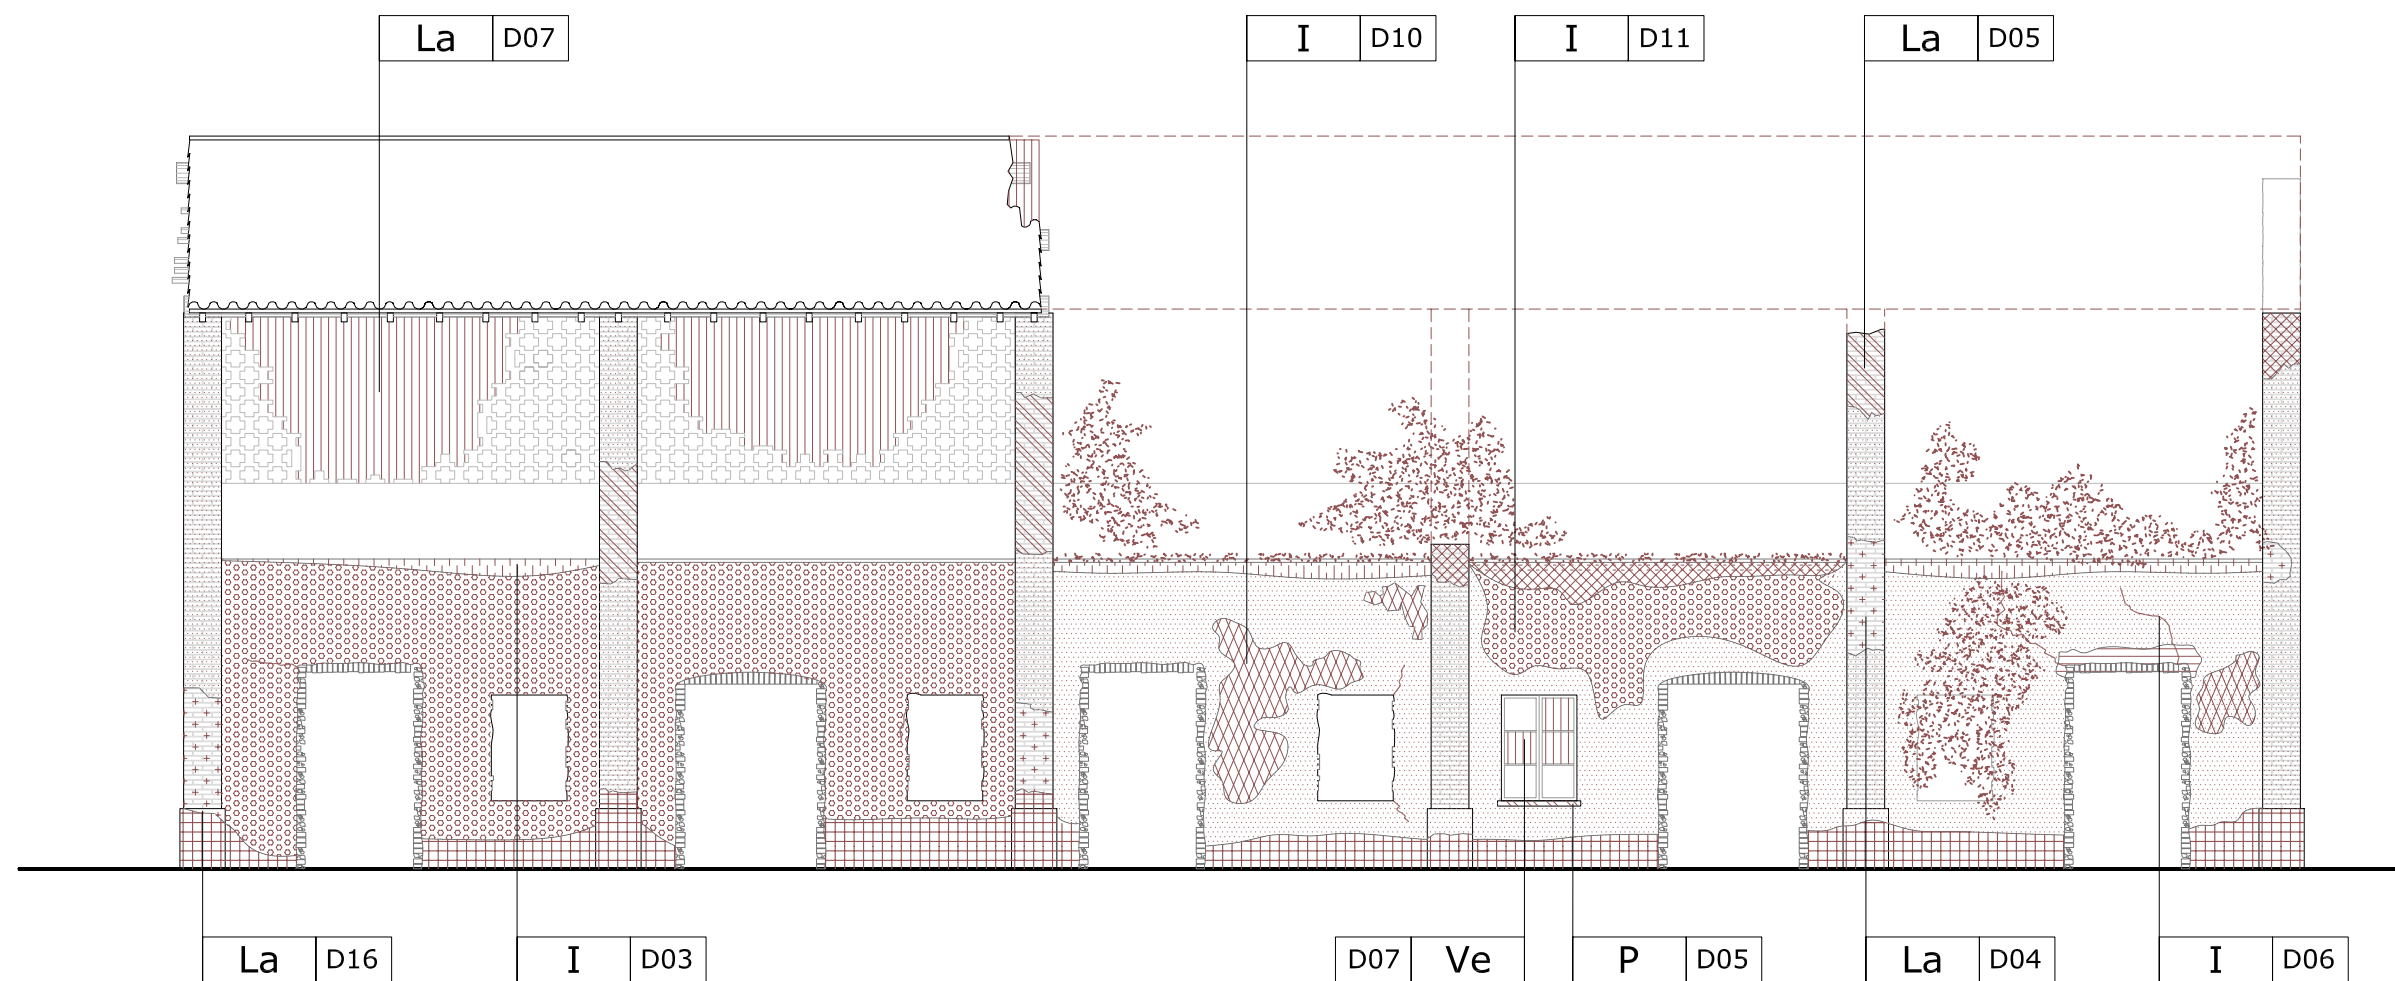 La D07 I D10 I D11 La D05
La D16 I D03 D07 Ve P D05 La D04 I D06